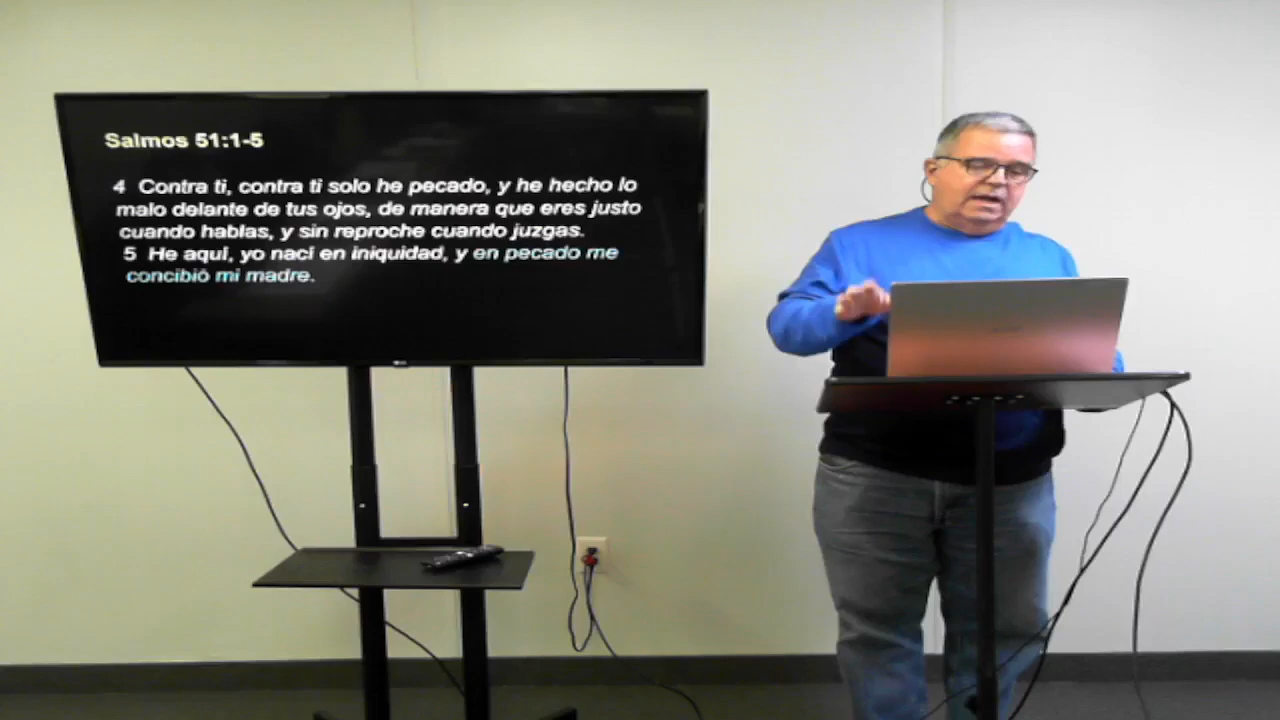 Salmos 51:1-5
4 Contra ti, contra ti solo he pecado, y he hecho lo
malo delante de tus ojos, de manera que eres justo
cuando hablas, y sin reproche cuando juzgas.
5 He aquí, yo nací en iniquidad, y en pecado me
concibió mi madre.